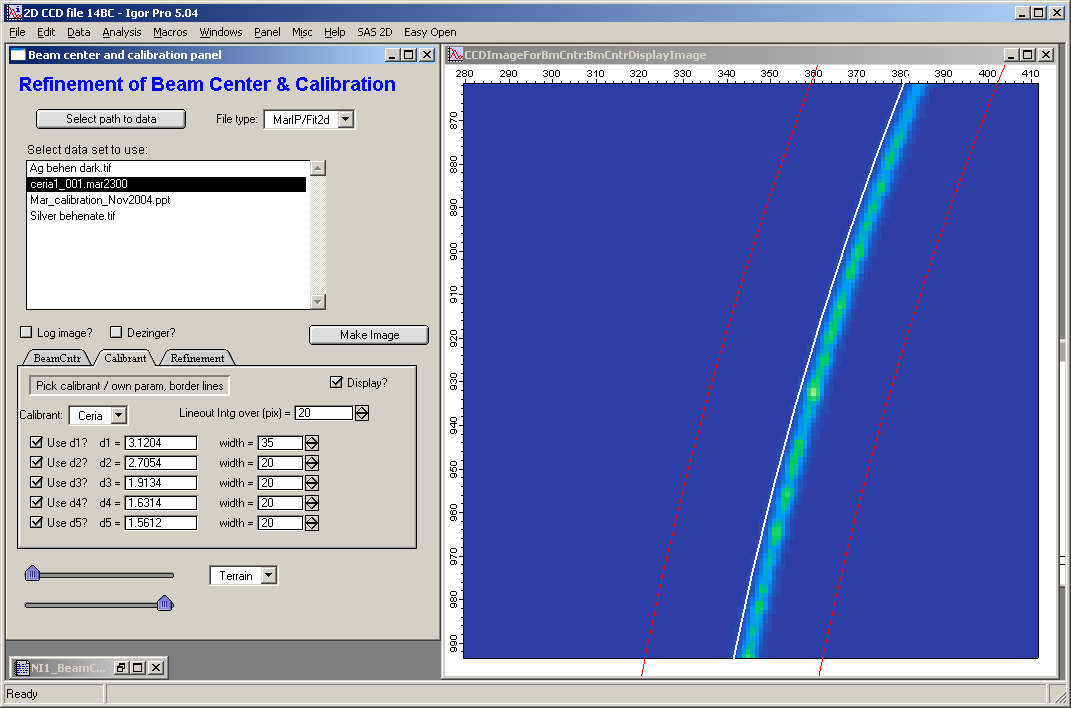 2D CCD file 14BC - Igor Pro 5.04
File Edit Data Analysis Macros Windows Panel Misc Help SAS 2D Easy Open
Beam center and calibration panel
Refinement of Beam Center & Calibration
Select path to data
File type: MarIP/Fit2d
Select data set to use:
Ag behen dark.tif
ceria1_001.mar2300
Mar_calibration_Nov2004.ppt
Silver behenate.tif
Log image? Dezinger?
Make Image
BeamCntr Calibrant Refinement
Pick calibrant / own param, border lines
Display?
Calibrant: Ceria
Lineout Intg over (pix) = 20
Use d1? d1 = 3.1204 width = 35
Use d2? d2 = 2.7054 width = 20
Use d3? d3 = 1.9134 width = 20
Use d4? d4 = 1.6314 width = 20
Use d5? d5 = 1.5612 width = 20
Terrain
NI1_BeamC...
Ready
CCDImageForBmCntr:BmCntrDisplayImage
280 290 300 310 320 330 340 350 360 370 380 390 400 410
870
880
890
900
910
920
930
940
950
960
970
980
990